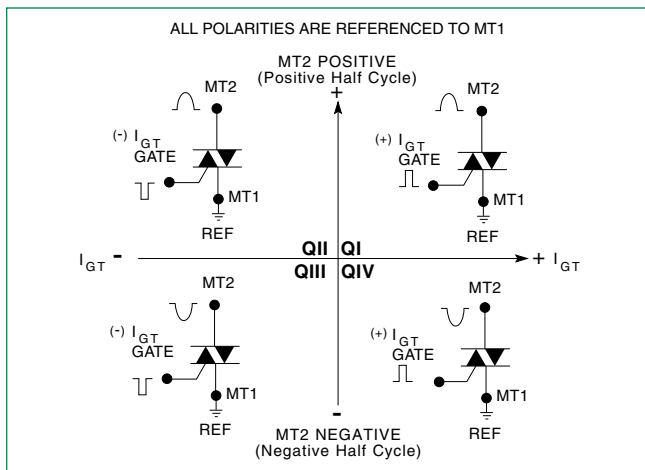 ALL POLARITIES ARE REFERENCED TO MT1
MT2 POSITIVE
(Positive Half Cycle)
+
MT2
(-) IGT
GATE
MT1
REF
MT2
(+) IGT
GATE
MT1
REF
IGT -
QII QI
QIII QIV
+ IGT
MT2
(-) IGT
GATE
MT1
REF
MT2
(+) IGT
GATE
MT1
REF
-
MT2 NEGATIVE
(Negative Half Cycle)